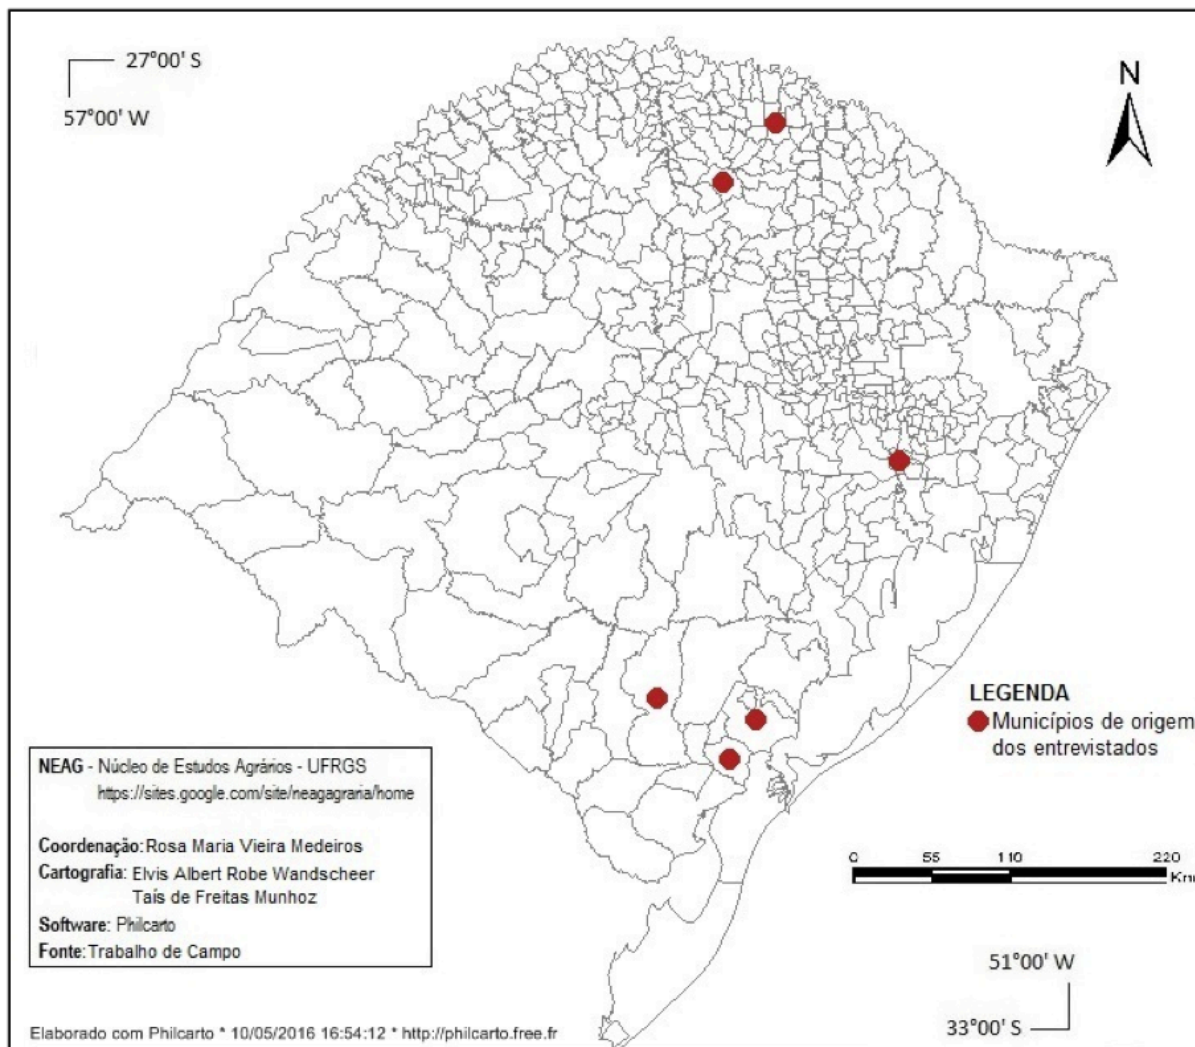 27°00' S
57°00' W
N
LEGENDA
Municípios de origem
dos entrevistados
NEAG - Núcleo de Estudos Agrários - UFRGS
https://sites.google.com/site/neagagraria/home
Coordenação: Rosa Maria Vieira Medeiros
Cartografia: Elvis Albert Robe Wandscheer
Taís de Freitas Munhoz
Software: Philcarto
Fonte: Trabalho de Campo
0 55 110 220
Km
51°00' W
33°00' S
Elaborado com Philcarto * 10/05/2016 16:54:12 * http://philcarto.free.fr